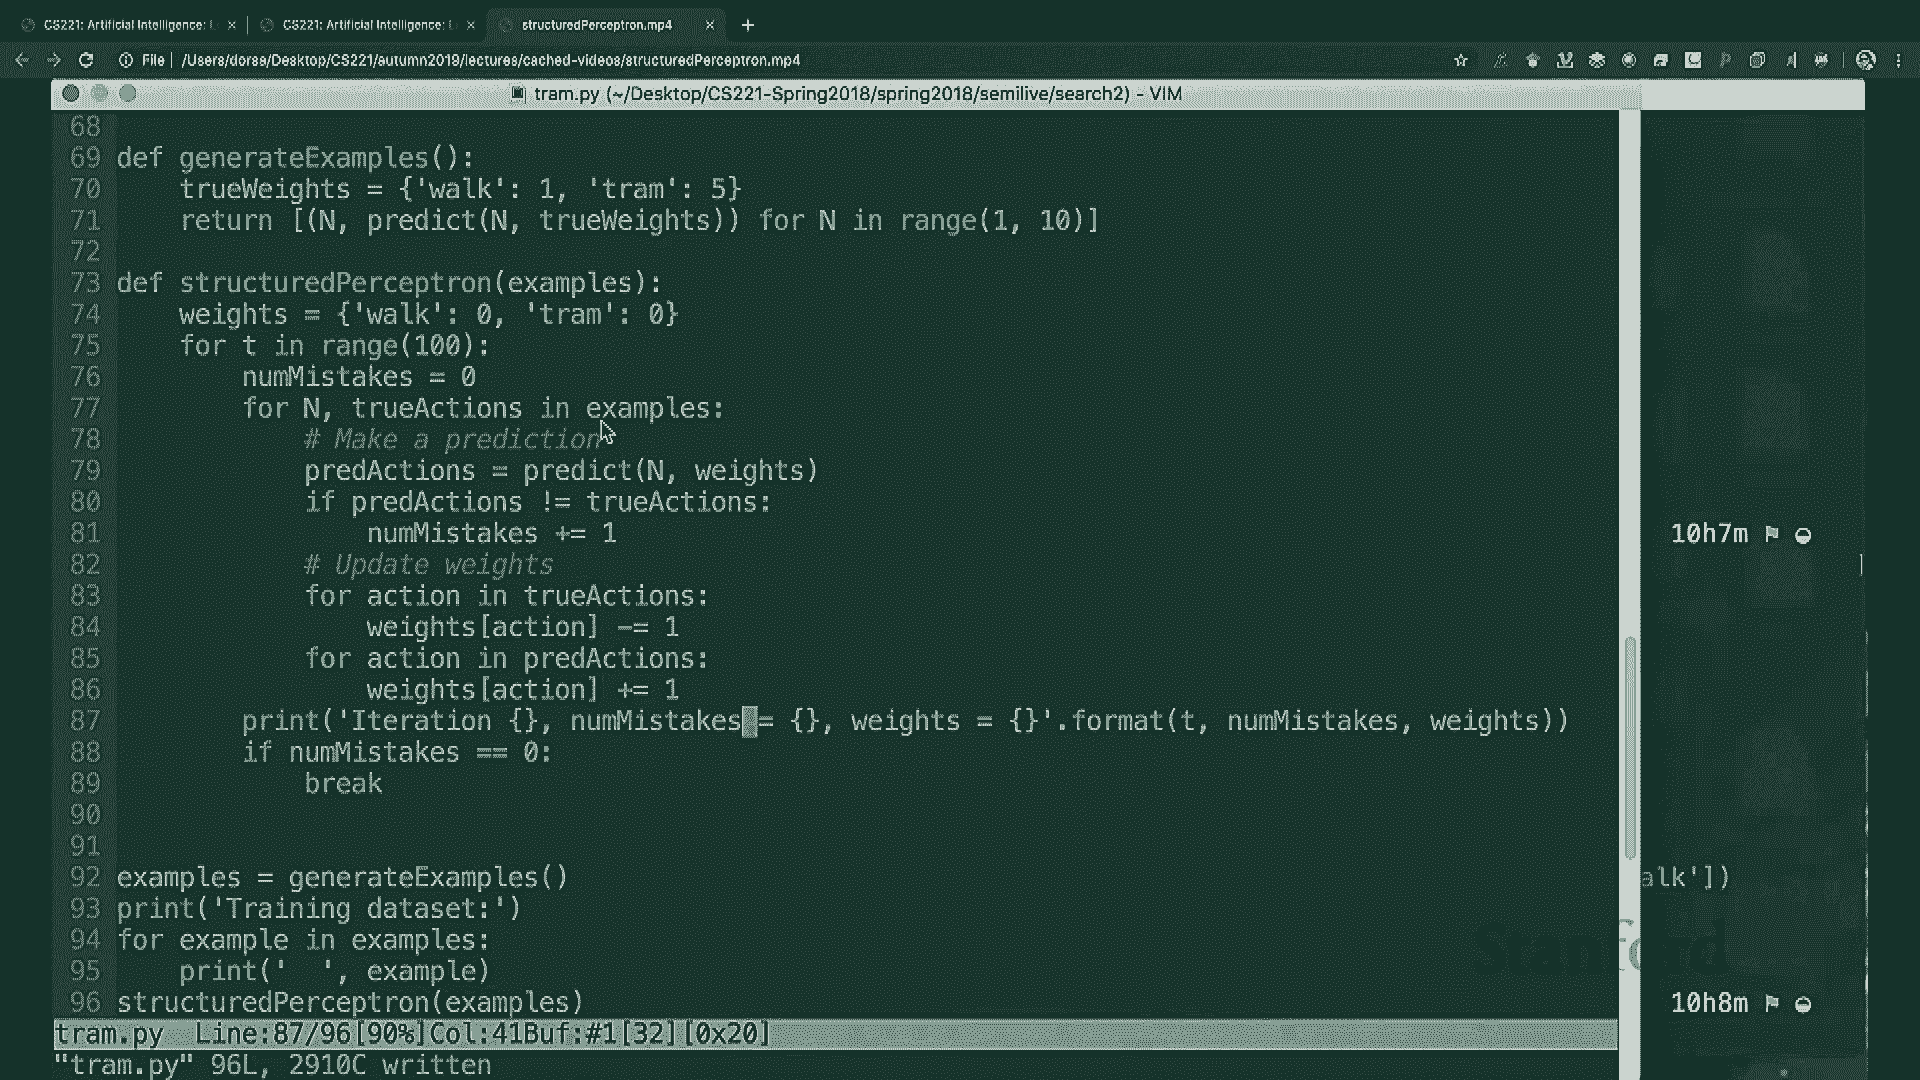 CS221: Artificial Intelligence:
CS221: Artificial Intelligence:
structuredPerceptron.mp4
File | /Users/dorsa/Desktop/CS221/autumn2019/lectures/cached-videos/structuredPerceptron.mp4
tram.py (~/Desktop/CS221-Spring2018/spring2018/semilive/search2) - VIM
68
69 def generateExamples():
70     trueWeights = {'walk': 1, 'tram': 5}
71     return [(N, predict(N, trueWeights)) for N in range(1, 10)]
72
73 def structuredPerceptron(examples):
74     weights = {'walk': 0, 'tram': 0}
75     for t in range(100):
76         numMistakes = 0
77         for N, trueActions in examples:
78             # Make a prediction
79             predActions = predict(N, weights)
80             if predActions != trueActions:
81                 numMistakes += 1
82             # Update weights
83             for action in trueActions:
84                 weights[action] -= 1
85             for action in predActions:
86                 weights[action] += 1
87         print('Iteration {}, numMistakes = {}, weights = {}'.format(t, numMistakes, weights))
88         if numMistakes == 0:
89             break
90
91
92 examples = generateExamples()
93 print('Training dataset:')
94 for example in examples:
95     print('  ', example)
96 structuredPerceptron(examples)
tram.py  Line:87/96[90%]Col:41Buf:#1[32][0x20]
"tram.py" 96L, 2910C written
10h7m
alk'])
Stanford
10h8m